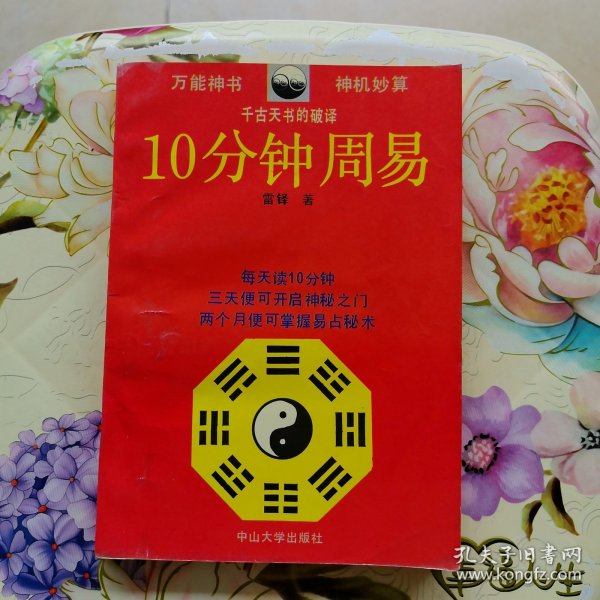 万能神书 神机妙算
千古天书的破译
10分钟周易
雷铎 著
每天读10分钟
三天便可开启神秘之门
两个月便可掌握易占秘术
中山大学出版社
孔夫子旧书网
www.kongfz.com